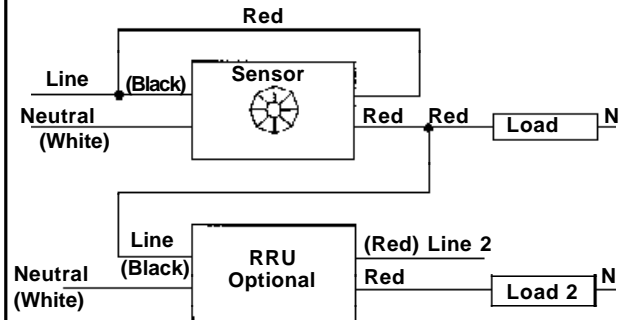 Red
Line
(Black)
Sensor
Neutral
(White)
Red
Red
Load
N
Line
(Black)
RRU
Optional
(Red) Line 2
Neutral
(White)
Red
Load 2
N